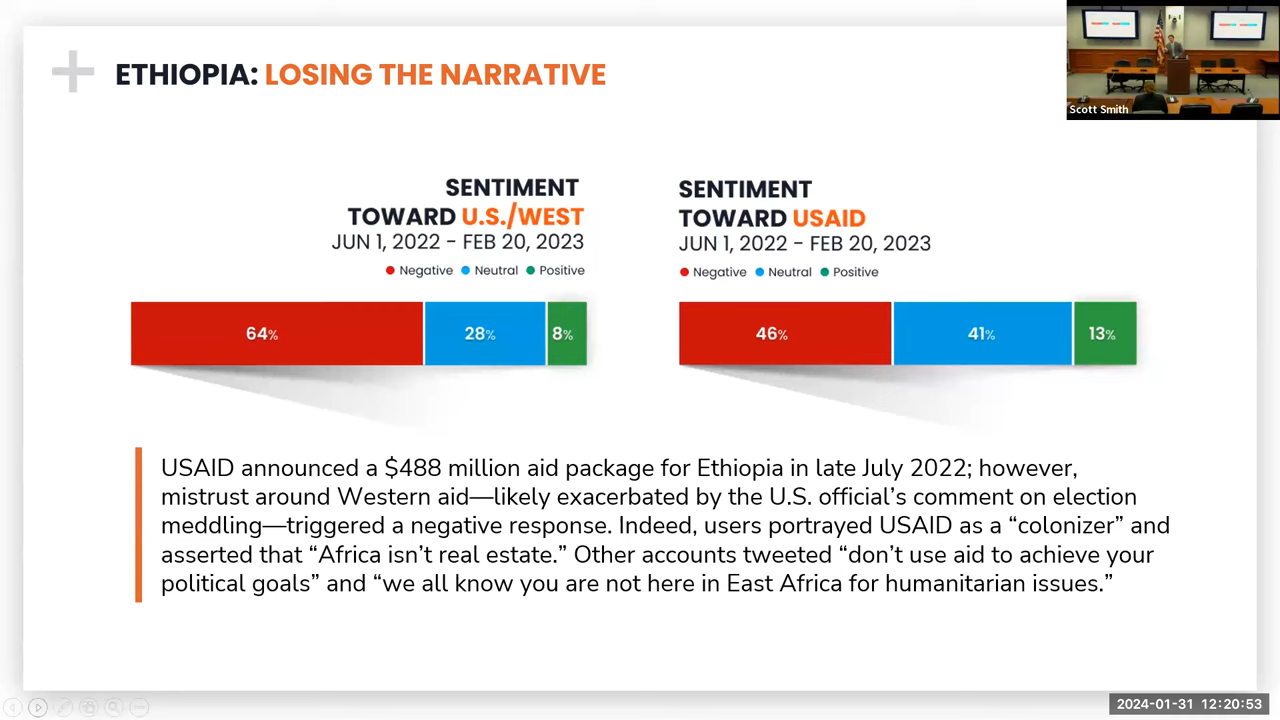 ETHIOPIA: LOSING THE NARRATIVE
Scott Smith
SENTIMENT
TOWARD U.S./WEST
JUN 1, 2022 – FEB 20, 2023
Negative Neutral Positive
64% 28% 8%
SENTIMENT
TOWARD USAID
JUN 1, 2022 – FEB 20, 2023
Negative Neutral Positive
46% 41% 13%
USAID announced a $488 million aid package for Ethiopia in late July 2022; however,
mistrust around Western aid—likely exacerbated by the U.S. official’s comment on election
meddling—triggered a negative response. Indeed, users portrayed USAID as a “colonizer” and
asserted that “Africa isn’t real estate.” Other accounts tweeted “don’t use aid to achieve your
political goals” and “we all know you are not here in East Africa for humanitarian issues.”
2024-01-31 12:20:53